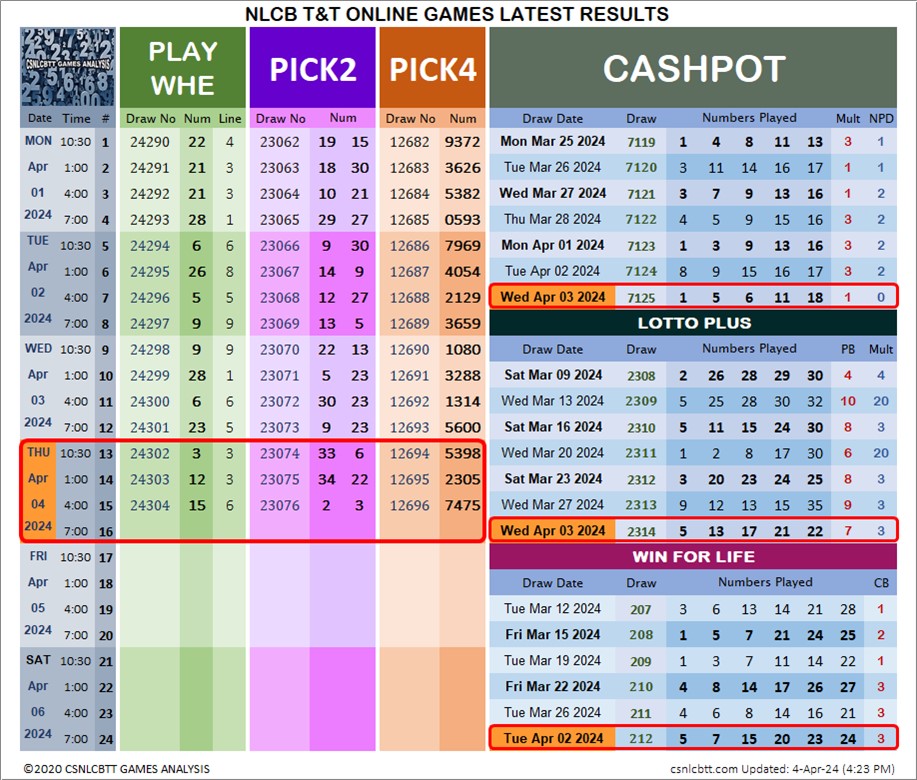 NLCB T&T ONLINE GAMES LATEST RESULTS
CSNLCBTT GAMES ANALYSIS
PLAY WHE
PICK2
PICK4
CASHPOT
Date Time # Draw No Num Line Draw No Num Draw No Num
MON 10:30 1 24290 22 4 23062 19 15 12682 9372
Apr 1:00 2 24291 21 3 23063 18 30 12683 3626
01 4:00 3 24292 21 3 23064 10 21 12684 5382
2024 7:00 4 24293 28 1 23065 29 27 12685 0593
TUE 10:30 5 24294 6 6 23066 9 30 12686 7969
Apr 1:00 6 24295 26 8 23067 14 9 12687 4054
02 4:00 7 24296 5 5 23068 12 27 12688 2129
2024 7:00 8 24297 9 9 23069 13 5 12689 3659
WED 10:30 9 24298 9 9 23070 22 13 12690 1080
Apr 1:00 10 24299 28 1 23071 5 23 12691 3288
03 4:00 11 24300 6 6 23072 30 23 12692 1314
2024 7:00 12 24301 23 5 23073 9 23 12693 5600
THU 10:30 13 24302 3 3 23074 33 6 12694 5398
Apr 1:00 14 24303 12 3 23075 34 22 12695 2305
04 4:00 15 24304 15 6 23076 2 3 12696 7475
2024 7:00 16
FRI 10:30 17
Apr 1:00 18
05 4:00 19
2024 7:00 20
SAT 10:30 21
Apr 1:00 22
06 4:00 23
2024 7:00 24
Draw Date Draw Numbers Played Mult NPD
Mon Mar 25 2024 7119 1 4 8 11 13 3 1
Tue Mar 26 2024 7120 3 11 14 16 17 1 1
Wed Mar 27 2024 7121 3 7 9 13 16 1 2
Thu Mar 28 2024 7122 4 5 9 15 16 3 2
Mon Apr 01 2024 7123 1 3 9 13 16 3 2
Tue Apr 02 2024 7124 8 9 15 16 17 3 2
Wed Apr 03 2024 7125 1 5 6 11 18 1 0
LOTTO PLUS
Draw Date Draw Numbers Played PB Mult
Sat Mar 09 2024 2308 2 26 28 29 30 4 4
Wed Mar 13 2024 2309 5 25 28 30 32 10 20
Sat Mar 16 2024 2310 5 11 15 24 30 8 3
Wed Mar 20 2024 2311 1 2 8 17 30 6 20
Sat Mar 23 2024 2312 3 20 23 24 25 8 3
Wed Mar 27 2024 2313 9 12 13 15 35 9 3
Wed Apr 03 2024 2314 5 13 17 21 22 7 3
WIN FOR LIFE
Draw Date Draw Numbers Played CB
Tue Mar 12 2024 207 3 6 13 14 21 28 1
Fri Mar 15 2024 208 1 5 7 21 24 25 2
Tue Mar 19 2024 209 1 3 7 11 14 22 1
Fri Mar 22 2024 210 4 8 14 17 26 27 3
Tue Mar 26 2024 211 4 6 8 14 16 21 3
Tue Apr 02 2024 212 5 7 15 20 23 24 3
©2020 CSNLCBTT GAMES ANALYSIS
csnlcbtt.com Updated: 4-Apr-24 (4:23 PM)